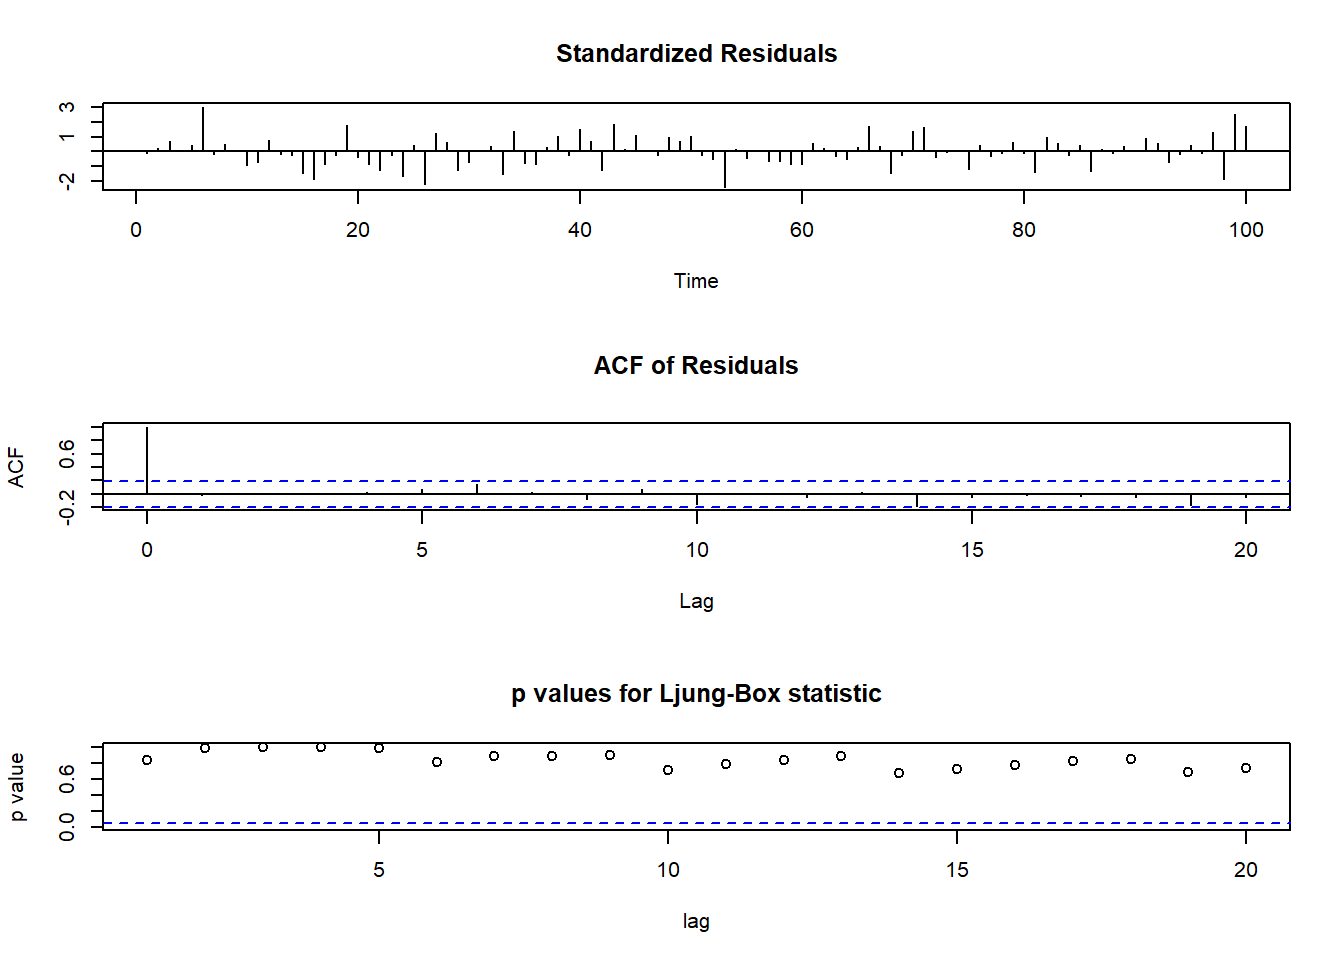 Standardized Residuals
3
1
-2
0 20 40 60 80 100
Time
ACF of Residuals
ACF
0.6
-0.2
0 5 10 15 20
Lag
p values for Ljung-Box statistic
p value
0.6
0.0
5 10 15 20
lag